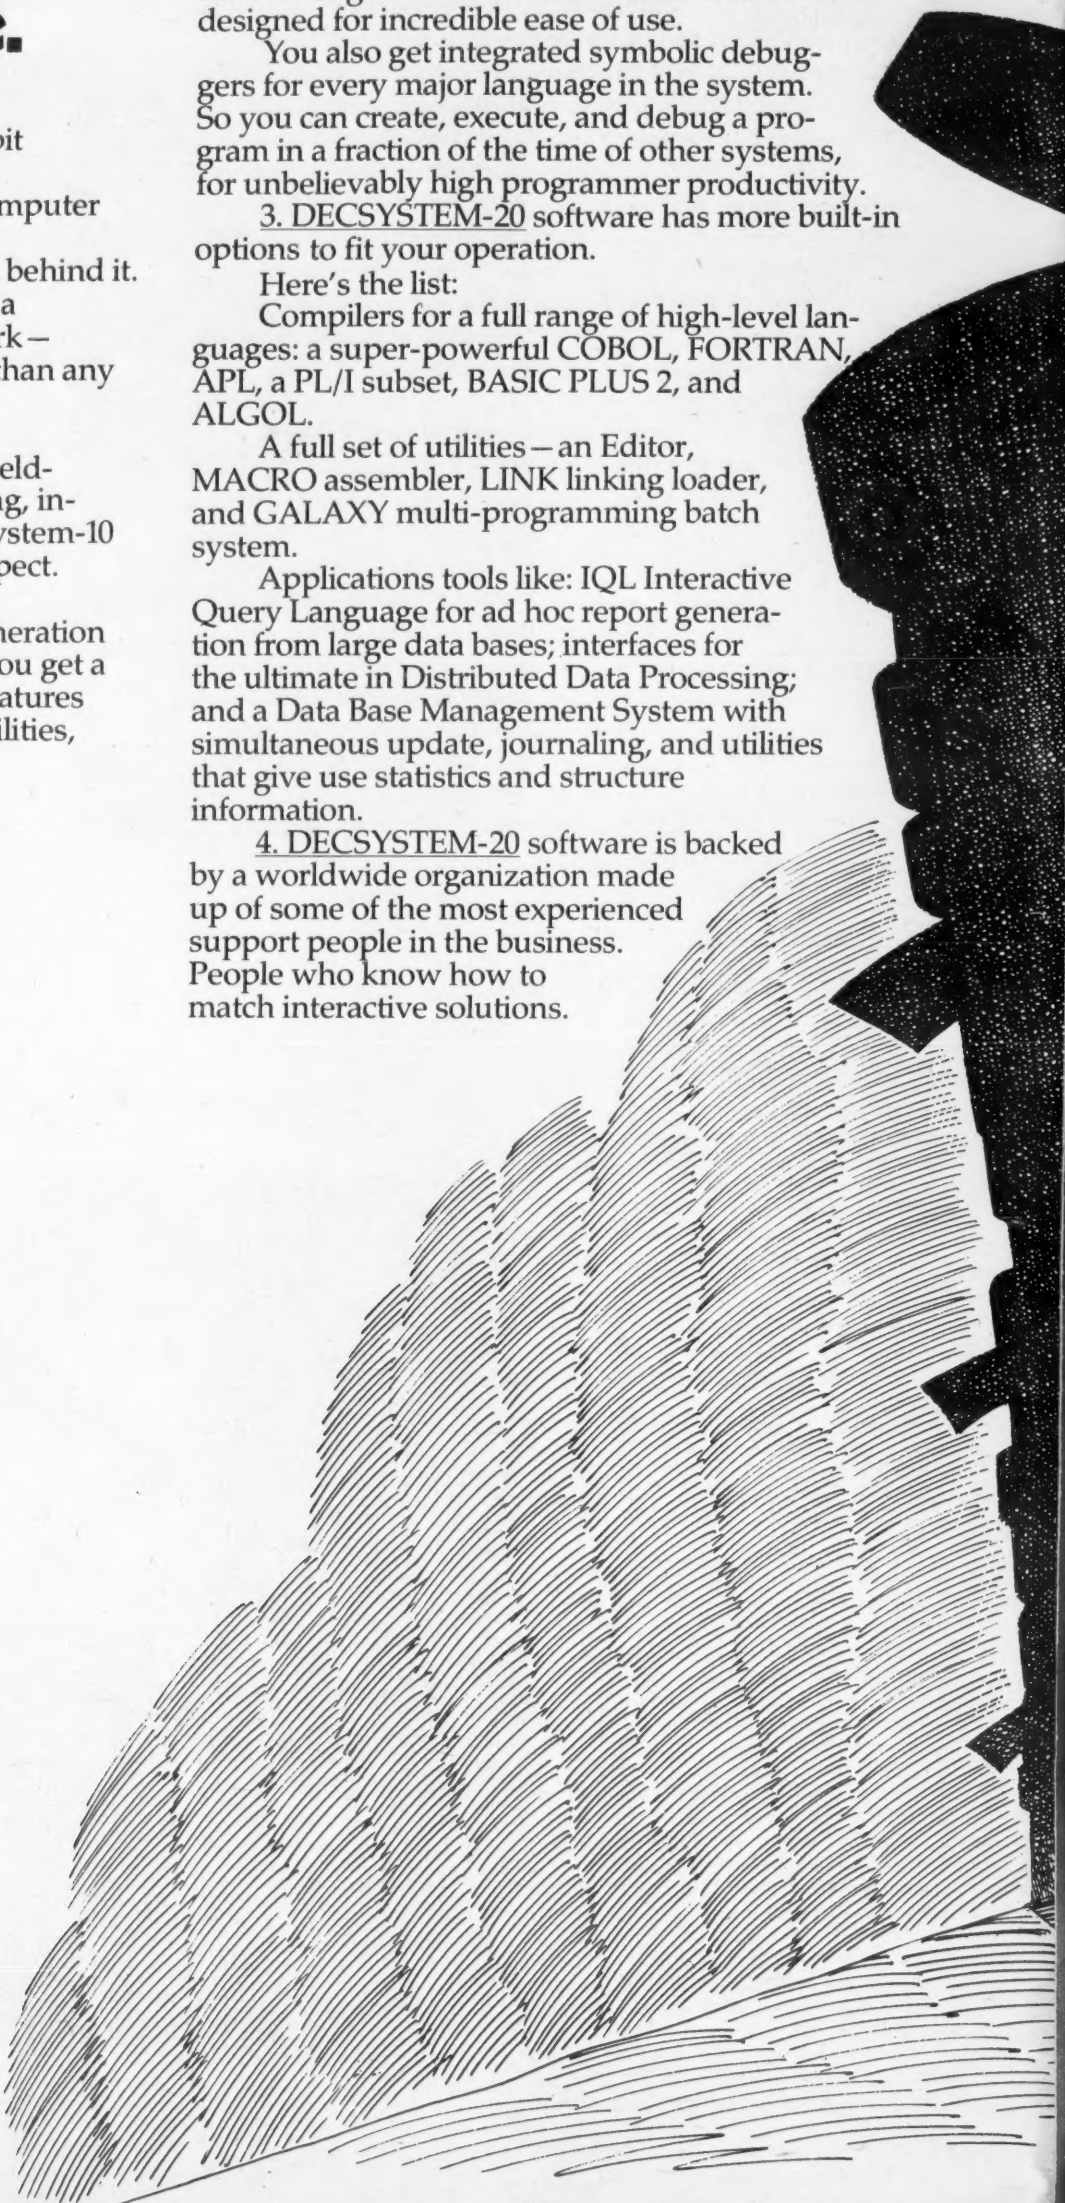 behind it.
a
than any
pect.
ou get a
designed for incredible ease of use.
You also get integrated symbolic debug-
gers for every major language in the system.
So you can create, execute, and debug a pro-
gram in a fraction of the time of other systems,
for unbelievably high programmer productivity.
3. DECSYSTEM-20 software has more built-in
options to fit your operation.
Here's the list:
Compilers for a full range of high-level lan-
guages: a super-powerful COBOL, FORTRAN,
APL, a PL/I subset, BASIC PLUS 2, and
ALGOL.
A full set of utilities—an Editor,
MACRO assembler, LINK linking loader,
and GALAXY multi-programming batch
system.
Applications tools like: IQL Interactive
Query Language for ad hoc report genera-
tion from large data bases; interfaces for
the ultimate in Distributed Data Processing;
and a Data Base Management System with
simultaneous update, journaling, and utilities
that give use statistics and structure
information.
4. DECSYSTEM-20 software is backed
by a worldwide organization made
up of some of the most experienced
support people in the business.
People who know how to
match interactive solutions.